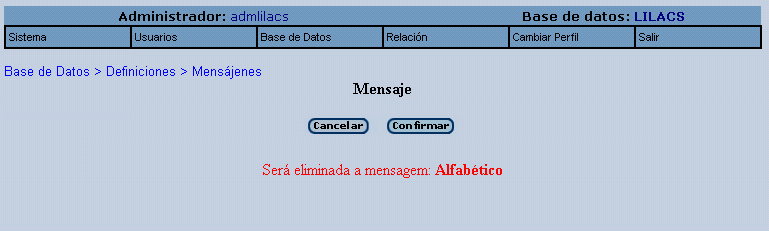 Administrador: admlilacs Base de datos: LILACS
Sistema Usuarios Base de Datos Relación Cambiar Perfil Salir
Base de Datos > Definiciones > Mensájenes
Mensaje
Cancelar Confirmar
Será eliminada a mensagem: Alfabético